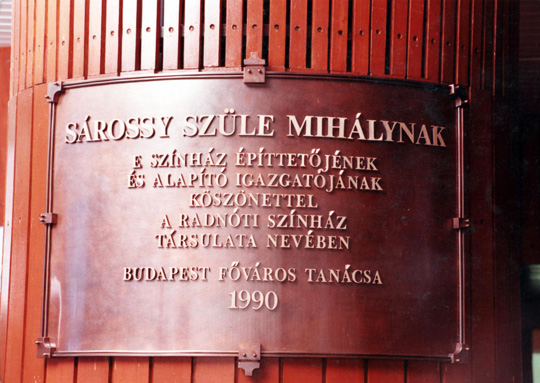 SÁROSSY SZÜLE MIHÁLYNAK
E SZÍNHÁZ ÉPÍTTETŐJÉNEK
ÉS ALAPÍTÓ IGAZGATÓJÁNAK
KÖSZÖNETTEL
A RADNÓTI SZÍNHÁZ
TÁRSULATA NEVÉBEN
BUDAPEST FŐVÁROS TANÁCSA
1990